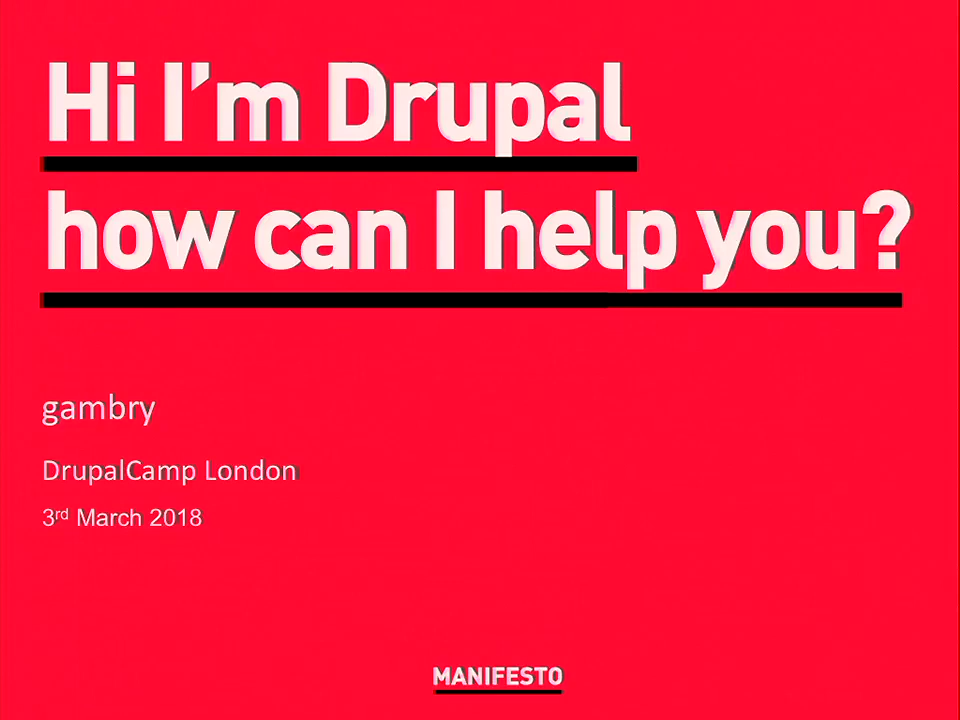 Hi I’m Drupal
how can I help you?
gambry
DrupalCamp London
3rd March 2018
MANIFESTO